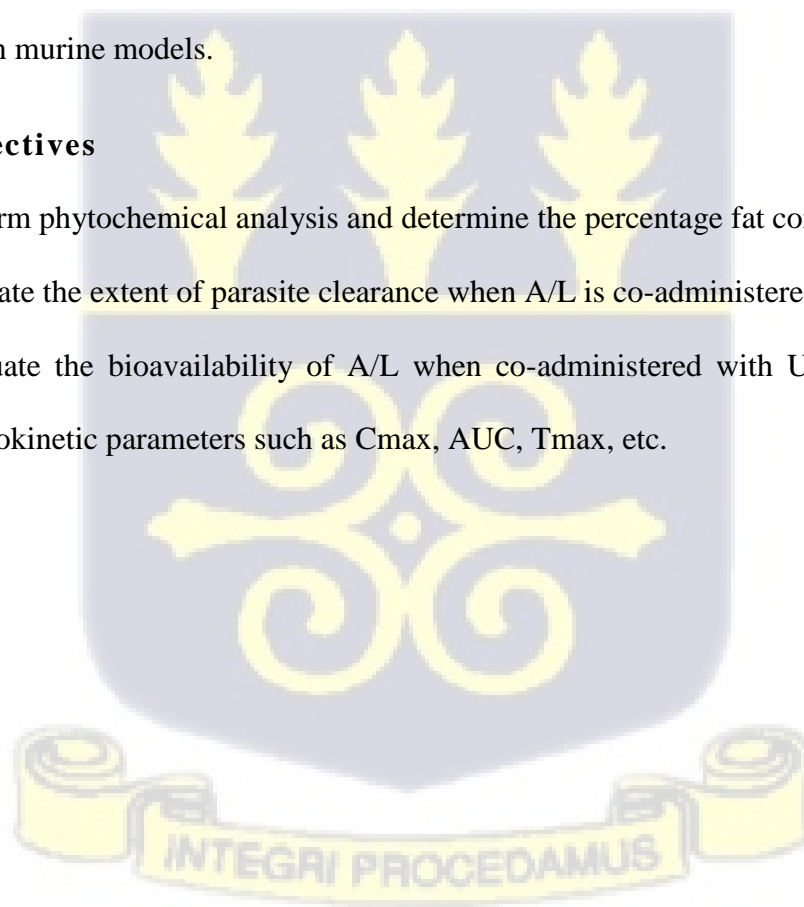 n murine models.
ectives
rm phytochemical analysis and determine the percentage fat co
ate the extent of parasite clearance when A/L is co-administere
uate the bioavailability of A/L when co-administered with U
okinetic parameters such as Cmax, AUC, Tmax, etc.
INTEGRI PROCEDAMUS